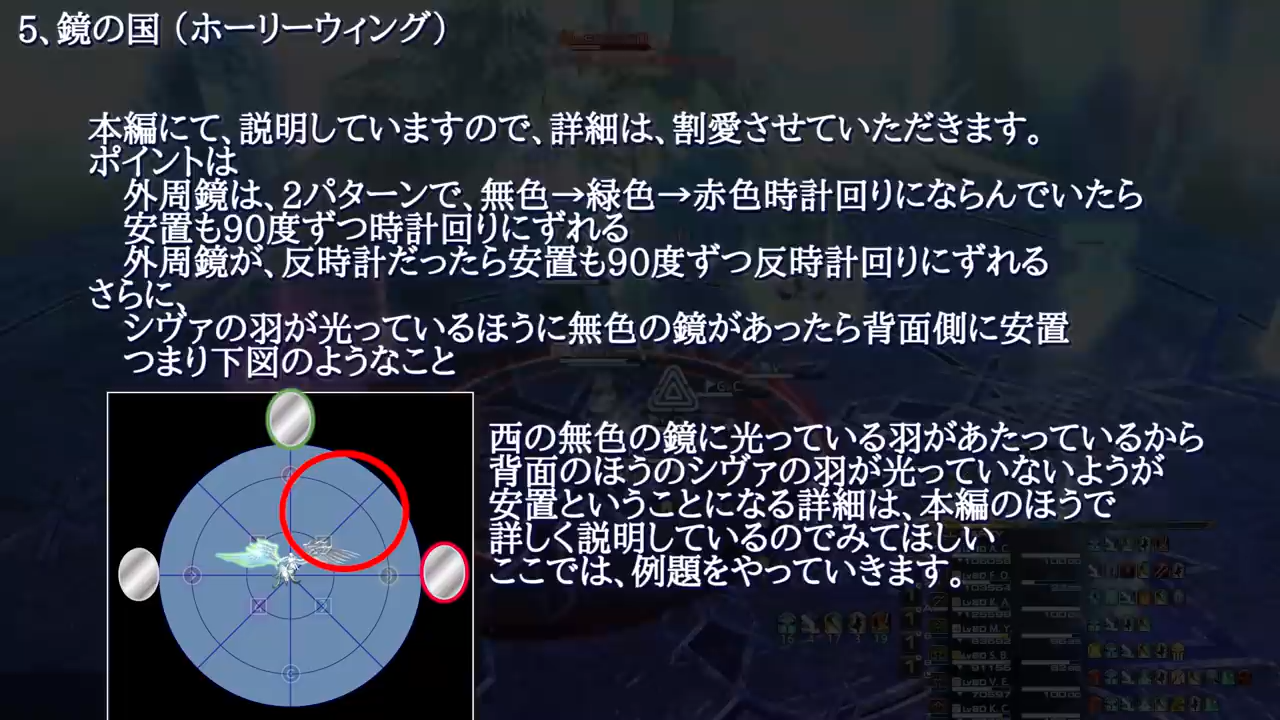 5、鏡の国（ホーリーウィング）
本編にて、説明していますので、詳細は、割愛させていただきます。
ポイントは
外周鏡は、2パターンで、無色→緑色→赤色時計回りにならんでいたら
安置も90度ずつ時計回りにずれる
外周鏡が、反時計だったら安置も90度ずつ反時計回りにずれる
さらに、
シヴァの羽が光っているほうに無色の鏡があったら背面側に安置
つまり下図のようなこと
西の無色の鏡に光っている羽があたっているから
背面のほうのシヴァの羽が光っていないようが
安置ということになる詳細は、本編のほうで
詳しく説明しているのでみてほしい
ここでは、例題をやっていきます。